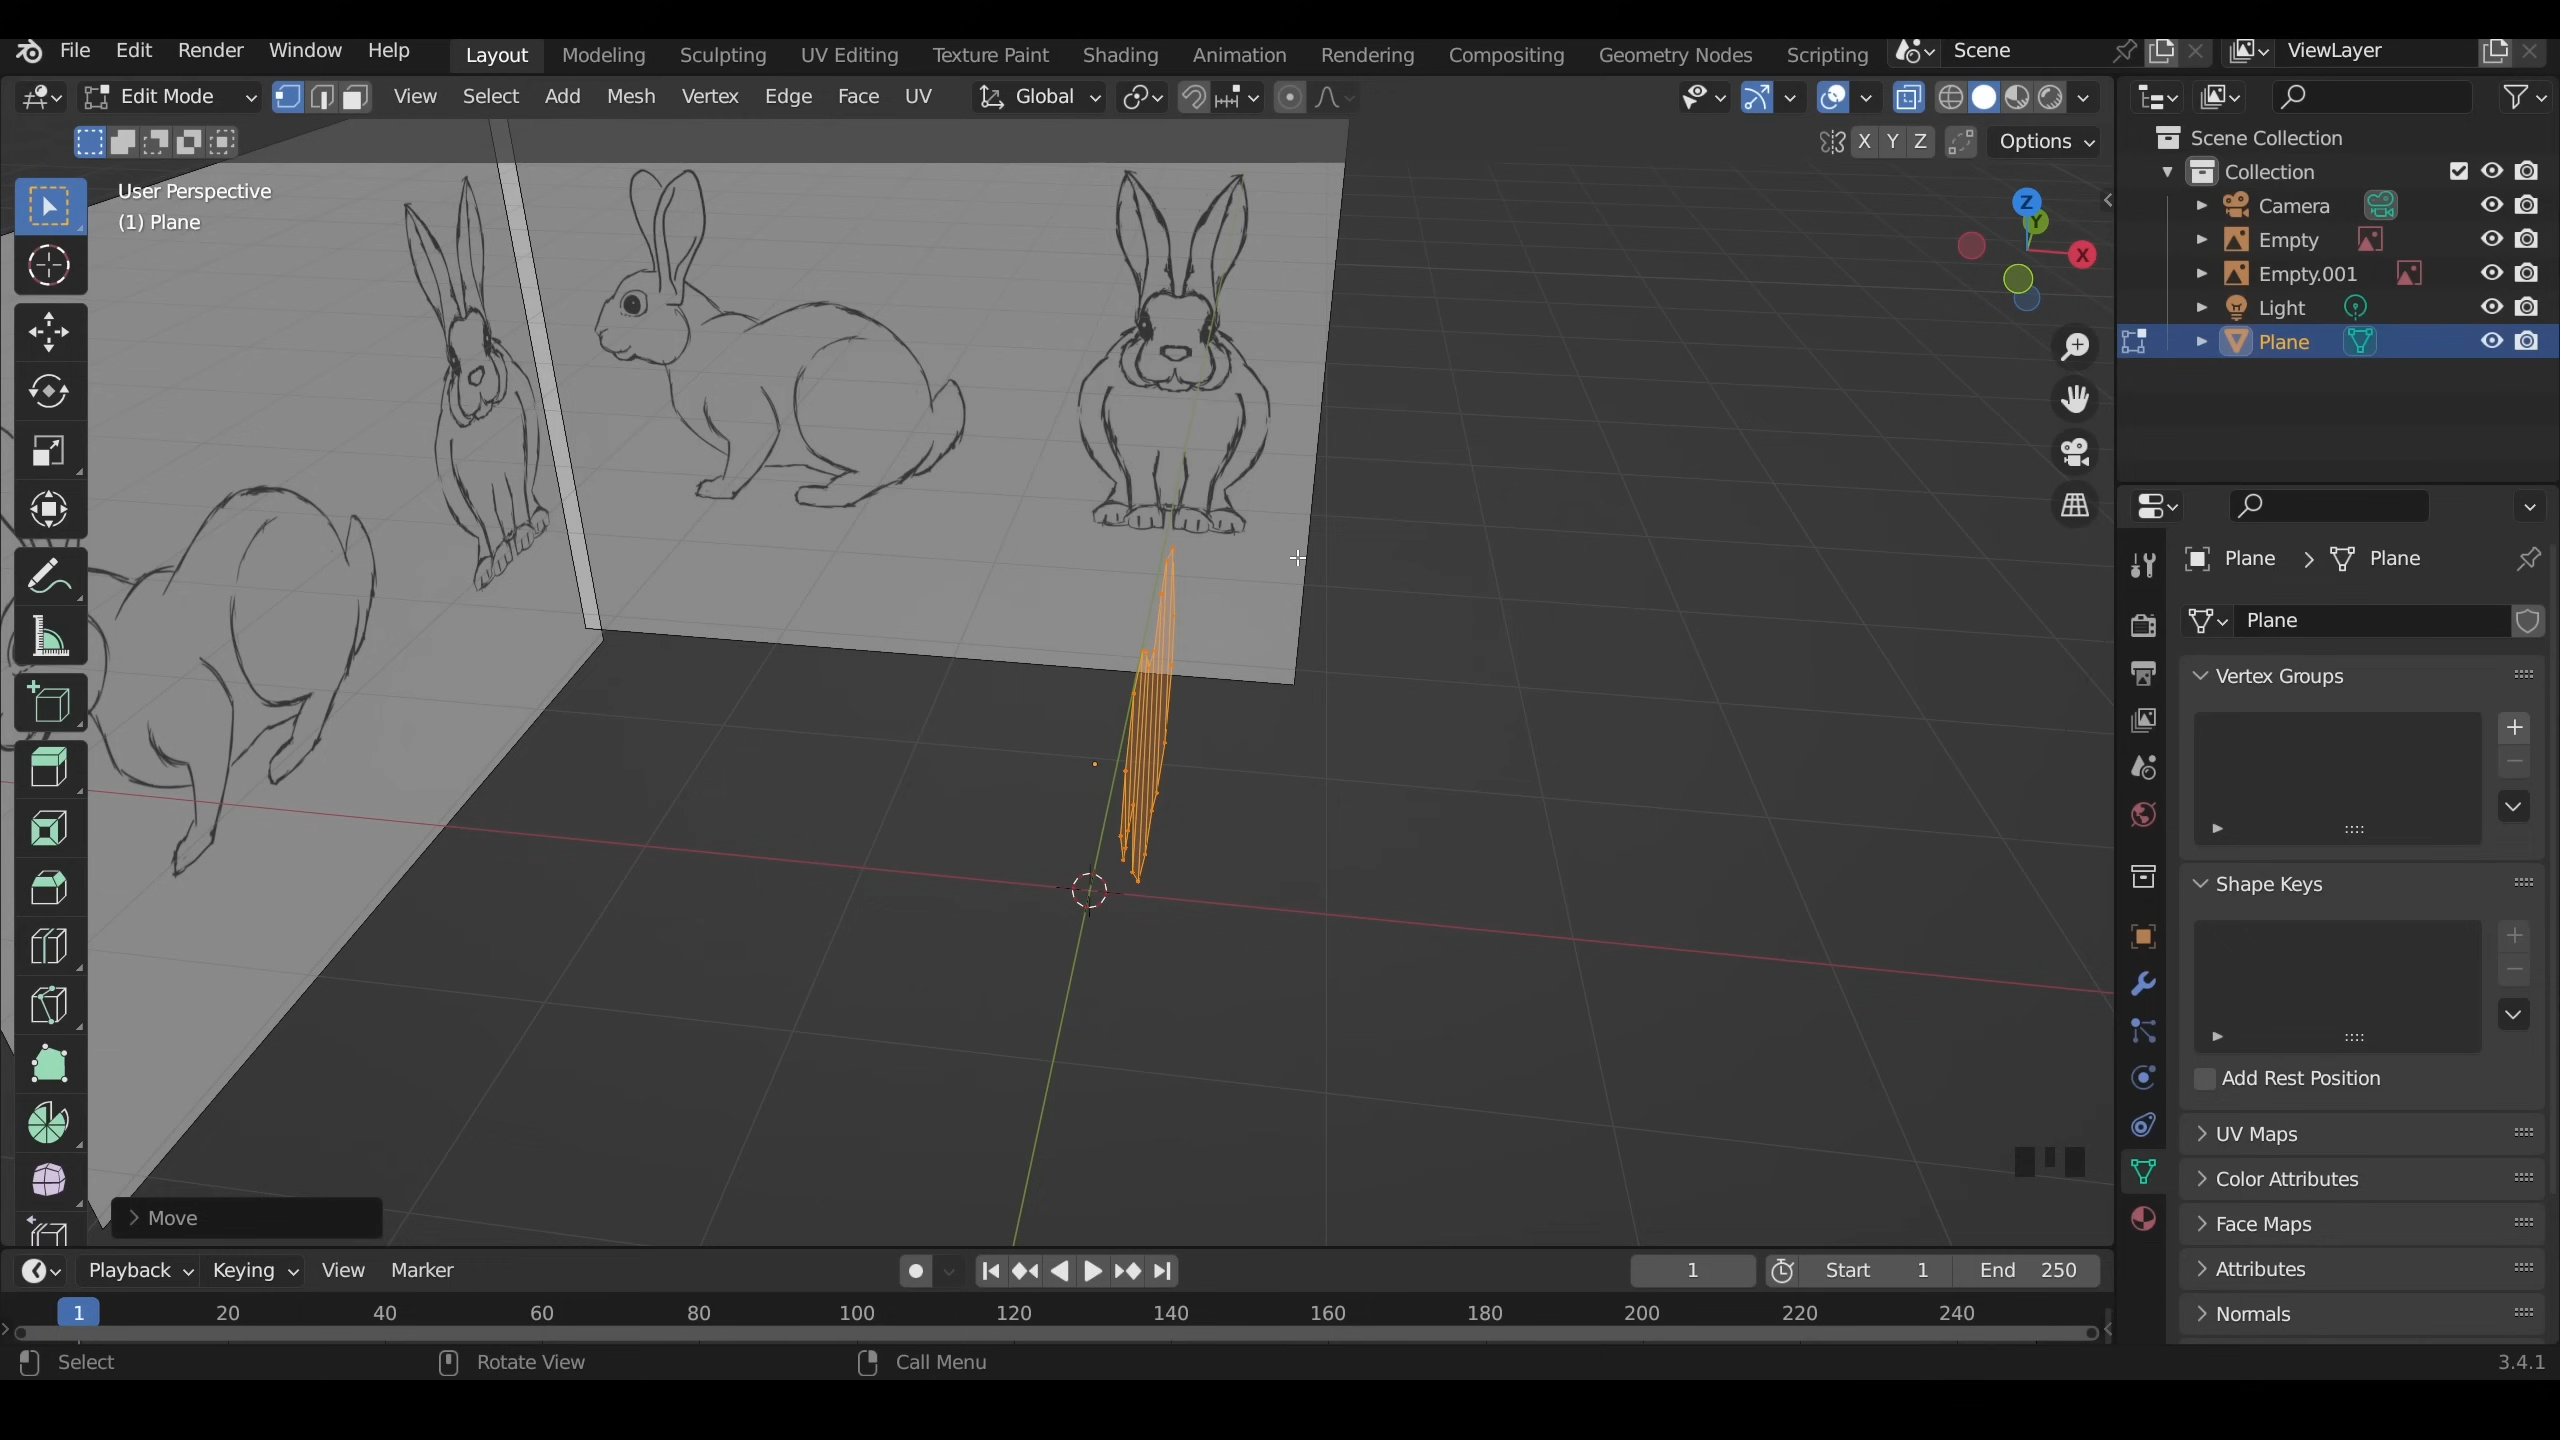 File Edit Render Window Help Layout Modeling Sculpting UV Editing Texture Paint Shading Animation Rendering Compositing Geometry Nodes Scripting Scene ViewLayer
Edit Mode View Select Add Mesh Vertex Edge Face UV Global
X Y Z Options
User Perspective
(1) Plane
Z
Y
X
Scene Collection
Collection
Camera
Empty
Empty.001
Light
Plane
Plane Plane
Plane
Vertex Groups
Shape Keys
Add Rest Position
UV Maps
Color Attributes
Face Maps
Attributes
Normals
Move
Playback Keying View Marker 1 Start 1 End 250
1 20 40 60 80 100 120 140 160 180 200 220 240
Select Rotate View Call Menu 3.4.1